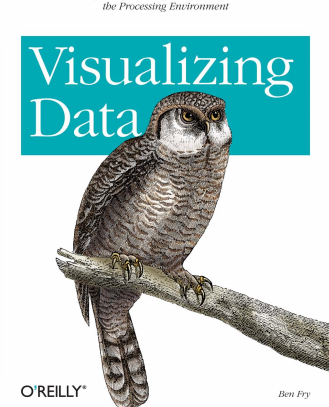 the Processing Environment
Visualizing
Data
O'REILLY®
Ben Fry